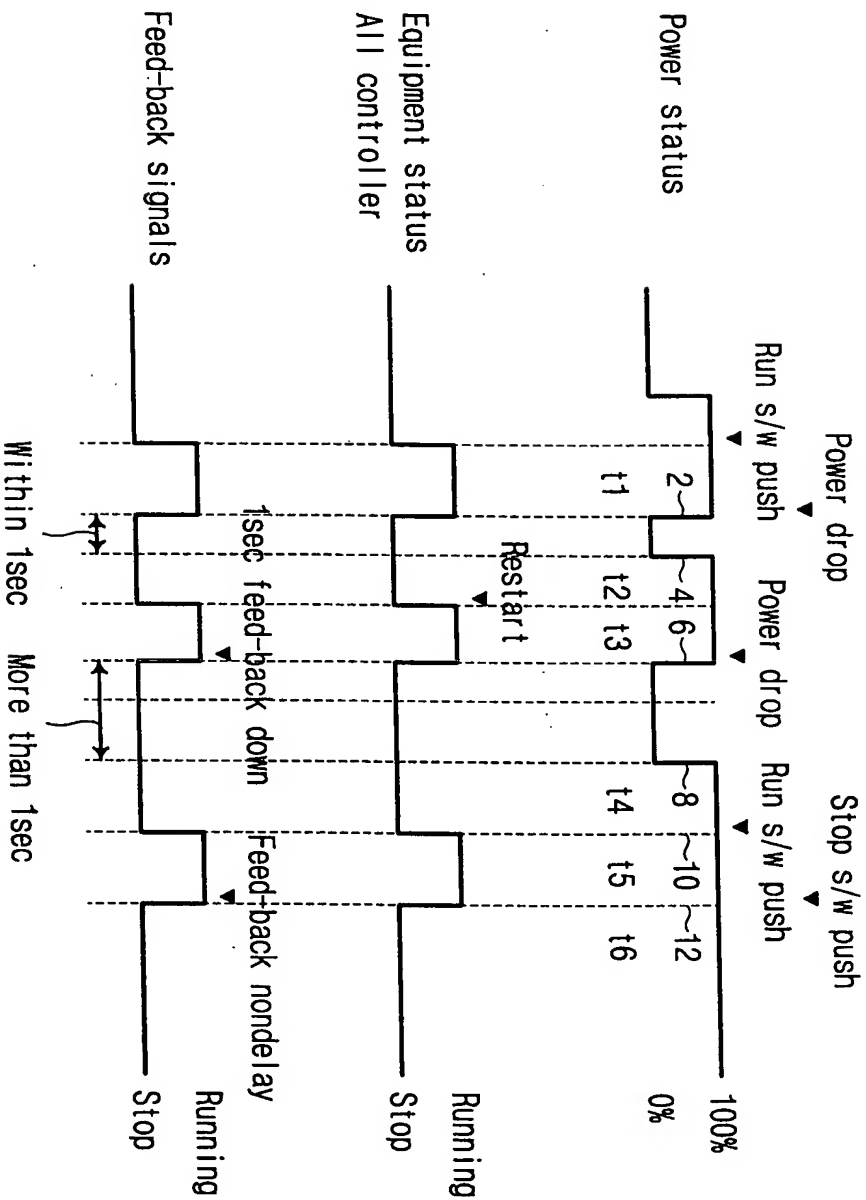 Power drop
Stop s/w push
Run s/w push
Power drop
Run s/w push
Power status
100%
0%
2
4
6
8
10
12
t1
t2
t3
t4
t5
t6
Restart
Equipment status
All controller
Running
Stop
1sec feed-back down
Feed-back nondelay
Feed-back signals
Running
Stop
Within 1sec
More than 1sec